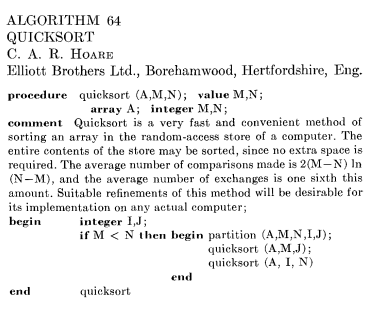 ALGORITHM 64
QUICKSORT
C. A. R. HOARE
Elliott Brothers Ltd., Borehamwood, Hertfordshire, Eng.
procedure quicksort (A,M,N); value M,N;
array A; integer M,N;
comment Quicksort is a very fast and convenient method of
sorting an array in the random-access store of a computer. The
entire contents of the store may be sorted, since no extra space is
required. The average number of comparisons made is 2(M−N) ln
(N−M), and the average number of exchanges is one sixth this
amount. Suitable refinements of this method will be desirable for
its implementation on any actual computer;
begin integer I,J;
if M < N then begin partition (A,M,N,I,J);
quicksort (A,M,J);
quicksort (A, I, N)
end
end quicksort